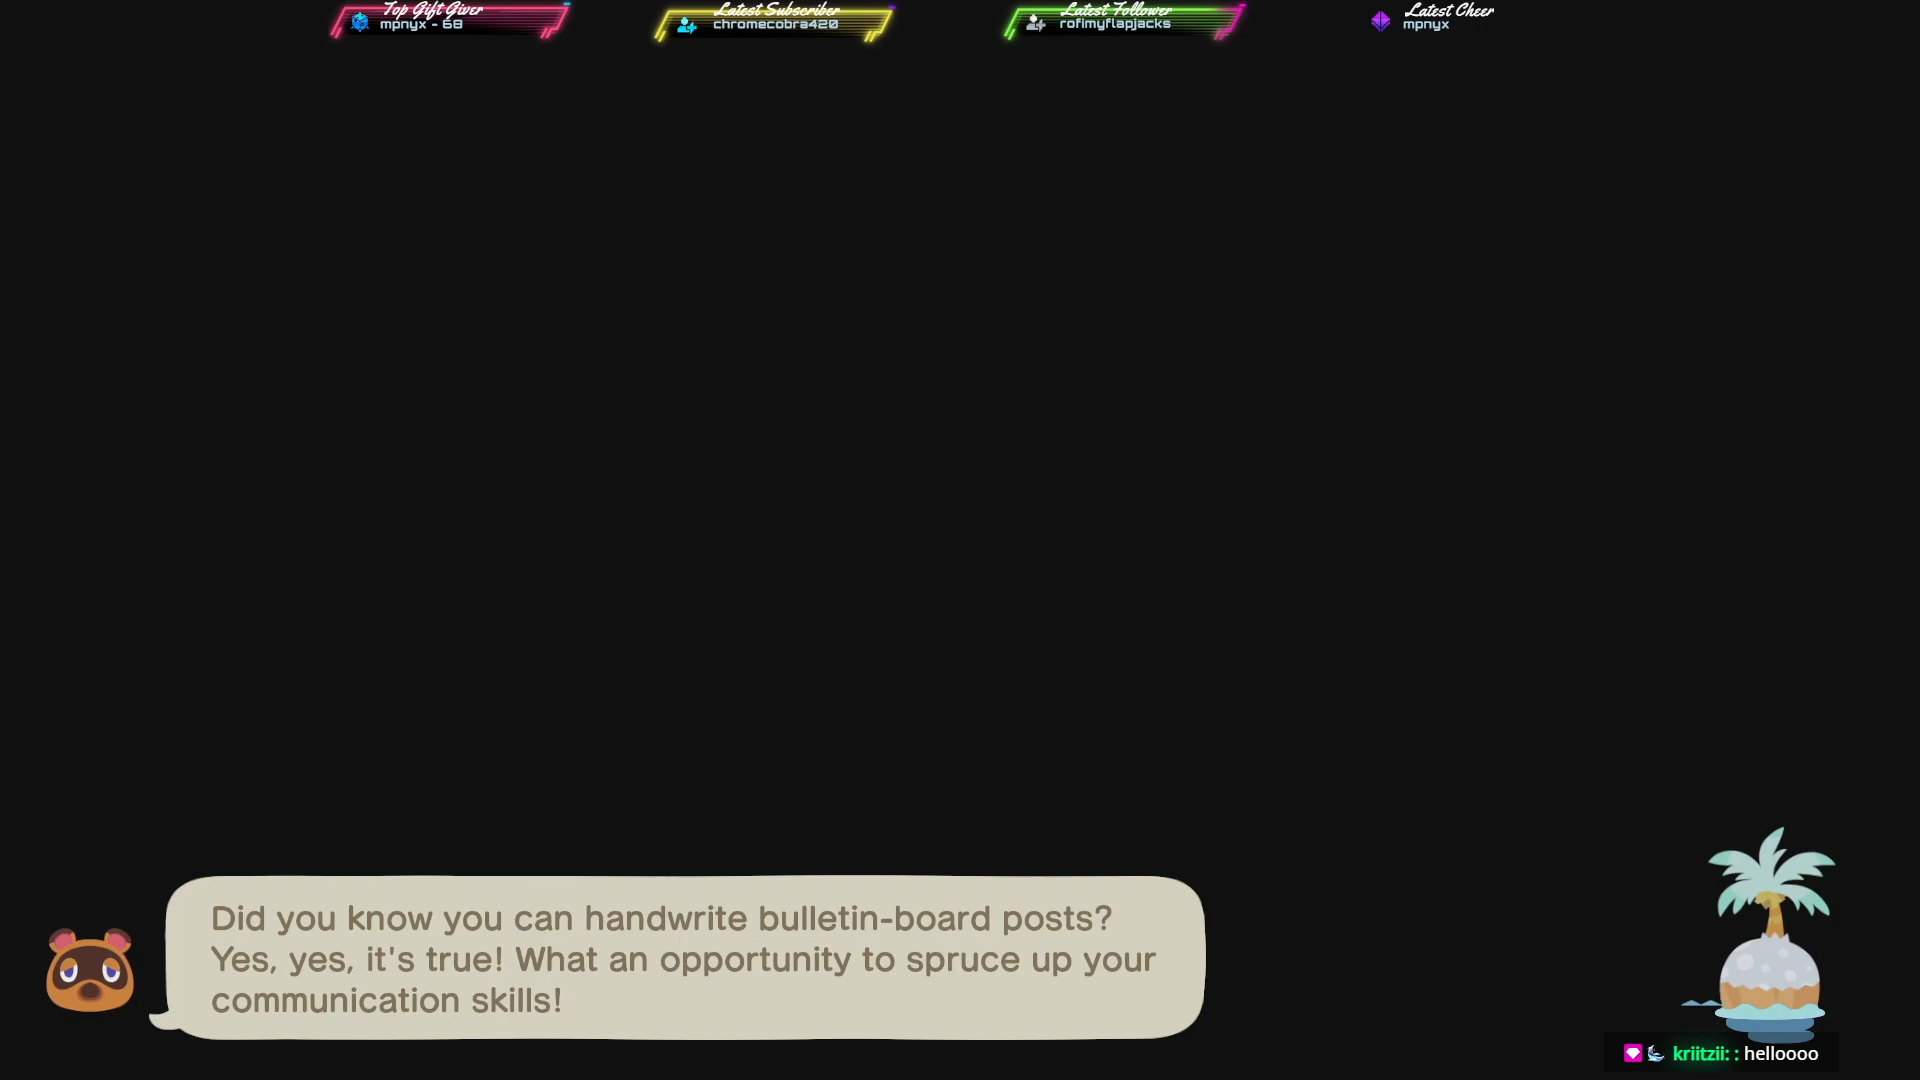 Top Gift Giver
mpnyx - 68
Latest Subscriber
chromecobra420
Latest Follower
roflmyflapjacks
Latest Cheer
mpnyx
Did you know you can handwrite bulletin-board posts?
Yes, yes, it's true! What an opportunity to spruce up your
communication skills!
kriitzii: : helloooo